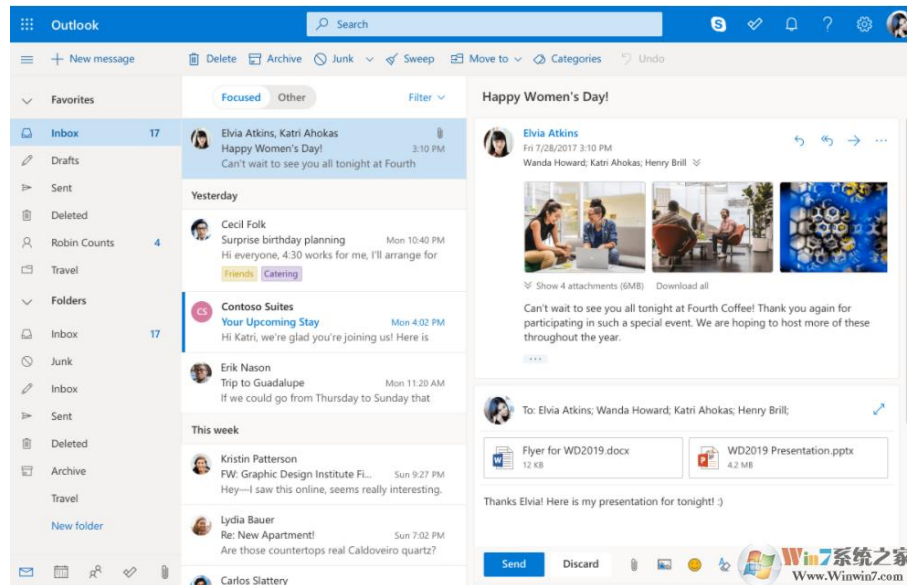 Outlook
Search
New message
Delete Archive Junk Sweep Move to Categories Undo
Favorites
Inbox 17
Drafts
Sent
Deleted
Robin Counts 4
Travel
Folders
Inbox 17
Junk
Inbox
Sent
Deleted
Archive
Travel
New folder
Focused Other Filter
Elvia Atkins, Katri Ahokas
Happy Women's Day! 3:10 PM
Can't wait to see you all tonight at Fourth
Yesterday
Cecil Folk
Surprise birthday planning Mon 10:40 PM
Hi everyone, 4:30 works for me, I'll arrange for
Friends Catering
CS
Contoso Suites
Your Upcoming Stay Mon 4:02 PM
Hi Katri, we're glad you're joining us! Here is
Erik Nason
Trip to Guadalupe Mon 11:20 AM
If we could go from Thursday to Sunday that
This week
Kristin Patterson
FW: Graphic Design Institute Fi... Sun 9:27 PM
Hey—I saw this online, seems really interesting.
Lydia Bauer
Re: New Apartment! Sun 7:02 PM
Are those countertops real Caldoveiro quartz?
Carlos Slattery
Happy Women's Day!
Elvia Atkins
Fri 7/28/2017 3:10 PM
Wanda Howard; Katri Ahokas; Henry Brill
Show 4 attachments (6MB) Download all
Can't wait to see you all tonight at Fourth Coffee! Thank you again for
participating in such a special event. We are hoping to host more of these
throughout the year.
To: Elvia Atkins; Wanda Howard; Katri Ahokas; Henry Brill;
Flyer for WD2019.docx
12 KB
WD2019 Presentation.pptx
4.2 MB
Thanks Elvia! Here is my presentation for tonight! :)
Send Discard
Win7系统之家
Www.Winwin7.com